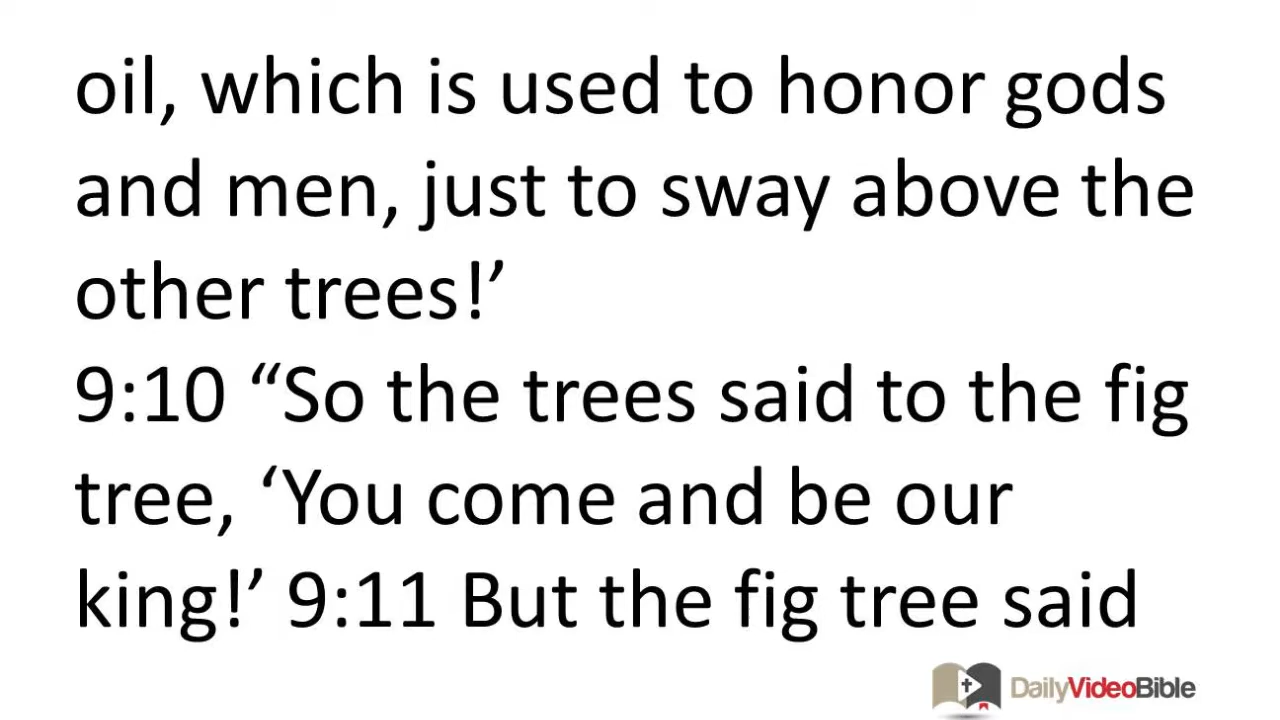 oil, which is used to honor gods
and men, just to sway above the
other trees!’
9:10 “So the trees said to the fig
tree, ‘You come and be our
king!’ 9:11 But the fig tree said
DailyVideoBible